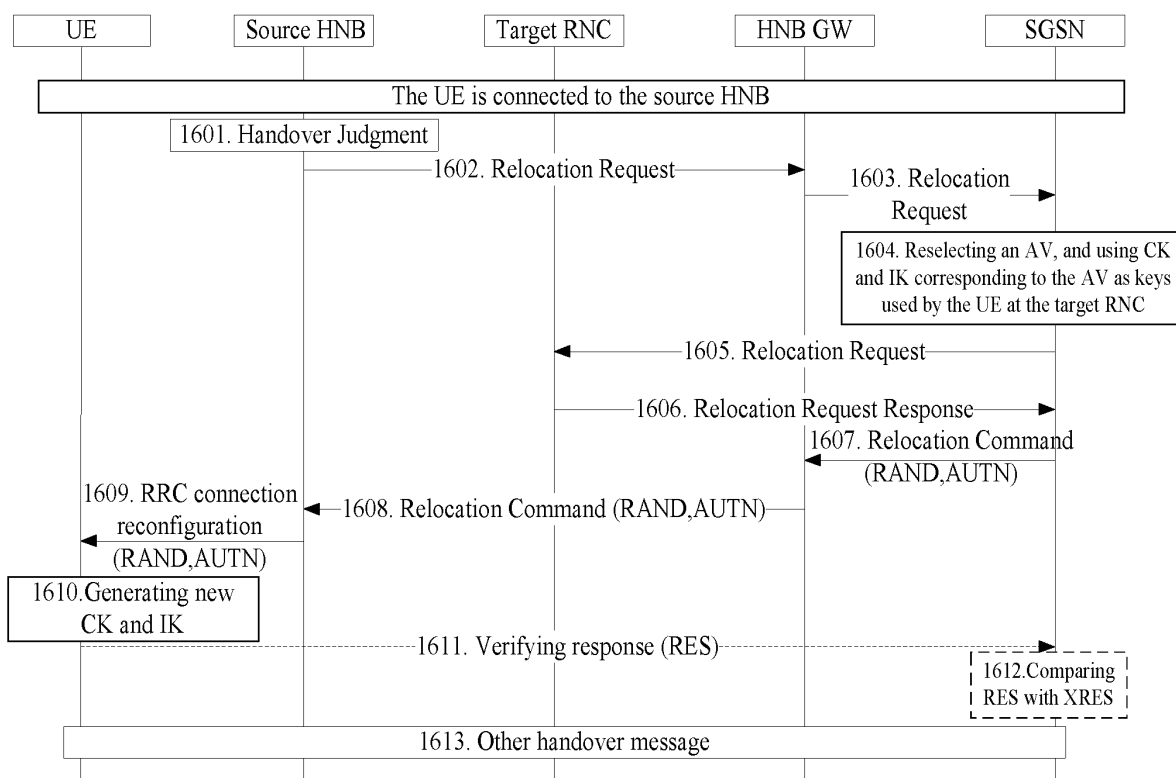 UE
Source HNB
Target RNC
HNB GW
SGSN
The UE is connected to the source HNB
1601. Handover Judgment
1602. Relocation Request
1603. Relocation
Request
1604. Reselecting an AV, and using CK
and IK corresponding to the AV as keys
used by the UE at the target RNC
1605. Relocation Request
1606. Relocation Request Response
1607. Relocation Command
(RAND,AUTN)
1608. Relocation Command (RAND,AUTN)
1609. RRC connection
reconfiguration
(RAND,AUTN)
1610.Generating new
CK and IK
1611. Verifying response (RES)
1612.Comparing
RES with XRES
1613. Other handover message